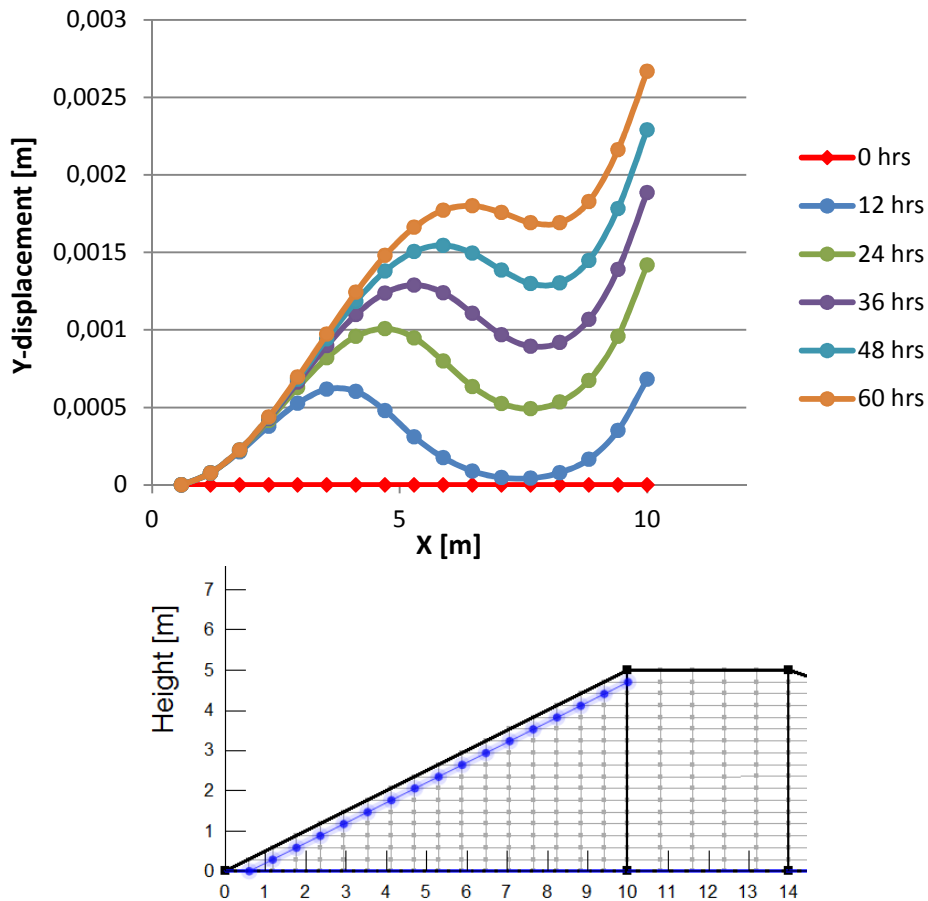 0,003
0,0025
0,002
0,0015
0,001
0,0005
0
Y-displacement [m]
0 5 10
X [m]
0 hrs
12 hrs
24 hrs
36 hrs
48 hrs
60 hrs
7
6
5
4
3
2
1
0
Height [m]
0 1 2 3 4 5 6 7 8 9 10 11 12 13 14